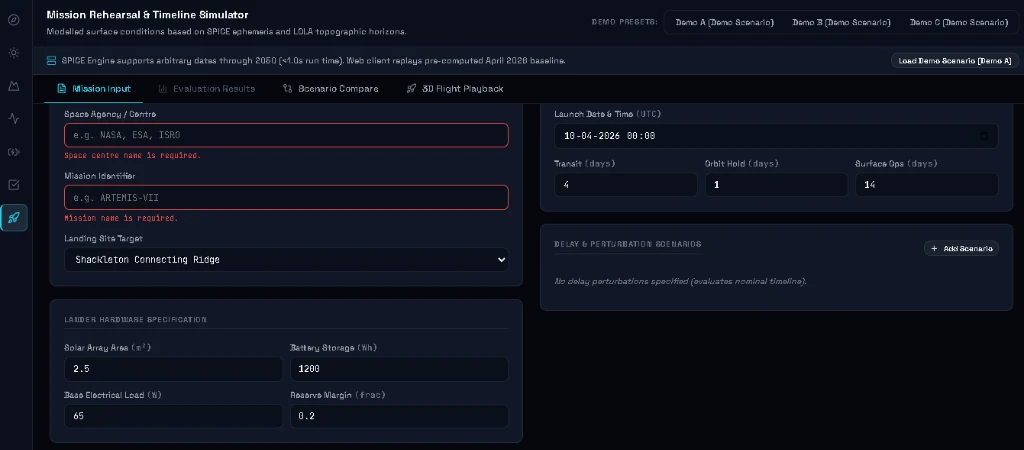 Mission Rehearsal & Timeline Simulator
Modelled surface conditions based on SPICE ephemeris and LOLA topographic horizons.
DEMO PRESETS:
Demo A (Demo Scenario)
Demo B (Demo Scenario)
Demo C (Demo Scenario)
SPICE Engine supports arbitrary dates through 2050 (<1.0s run time). Web client replays pre-computed April 2026 baseline.
Load Demo Scenario (Demo A)
Mission Input
Evaluation Results
Scenario Compare
3D Flight Playback
Space Agency / Centre
e.g. NASA, ESA, ISRO
Space centre name is required.
Mission Identifier
e.g. ARTEMIS-VII
Mission name is required.
Landing Site Target
Shackleton Connecting Ridge
LANDER HARDWARE SPECIFICATION
Solar Array Area (m²)
2.5
Battery Storage (Wh)
1200
Base Electrical Load (W)
65
Reserve Margin (frac)
0.2
Launch Date & Time (UTC)
10-04-2026 00:00
Transit (days)
4
Orbit Hold (days)
1
Surface Ops (days)
14
DELAY & PERTURBATION SCENARIOS
+ Add Scenario
No delay perturbations specified (evaluates nominal timeline).